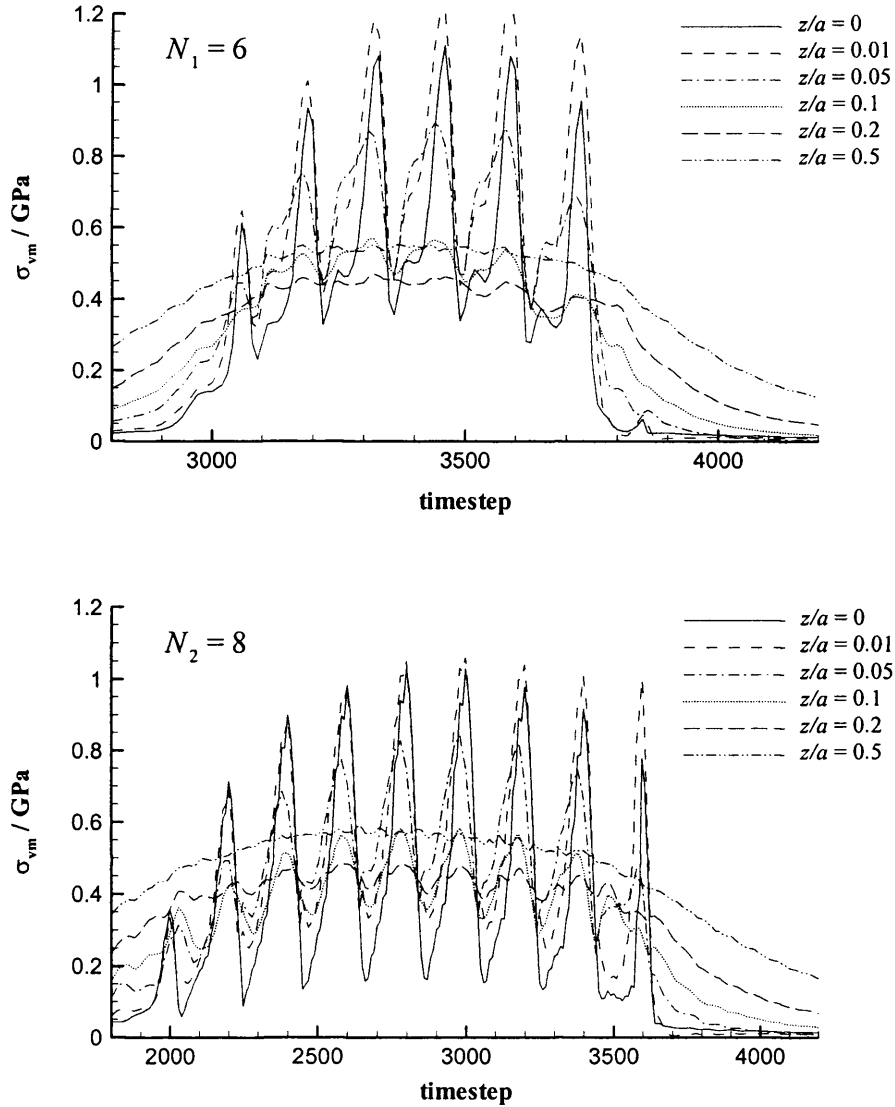 1.2
1
0.8
0.6
0.4
0.2
0
σvm / GPa
N1 = 6
z/a = 0
z/a = 0.01
z/a = 0.05
z/a = 0.1
z/a = 0.2
z/a = 0.5
3000 3500 4000
timestep
1.2
1
0.8
0.6
0.4
0.2
0
σvm / GPa
N2 = 8
z/a = 0
z/a = 0.01
z/a = 0.05
z/a = 0.1
z/a = 0.2
z/a = 0.5
2000 2500 3000 3500 4000
timestep